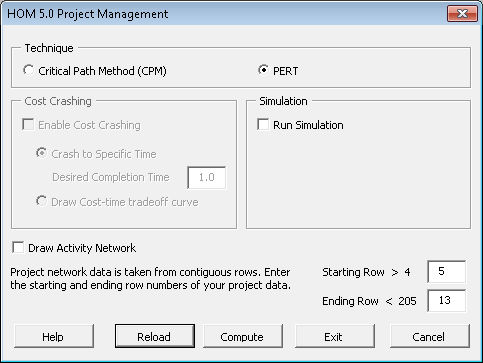 HOM 5.0 Project Management
Technique
Critical Path Method (CPM)
PERT
Cost Crashing
Enable Cost Crashing
Crash to Specific Time
Desired Completion Time 1.0
Draw Cost-time tradeoff curve
Simulation
Run Simulation
Draw Activity Network
Project network data is taken from contiguous rows. Enter
the starting and ending row numbers of your project data.
Starting Row > 4 5
Ending Row < 205 13
Help Reload Compute Exit Cancel